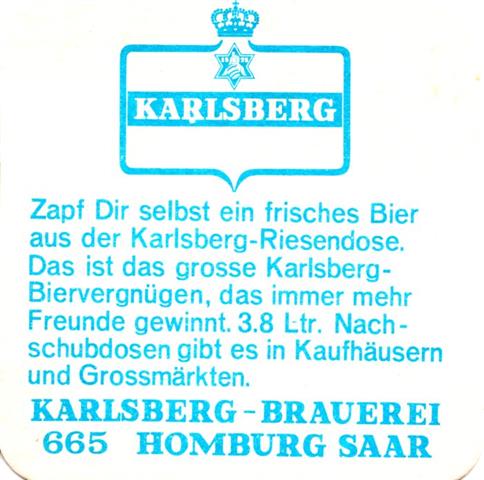 KARLSBERG
Zapf Dir selbst ein frisches Bier
aus der Karlsberg-Riesendose.
Das ist das grosse Karlsberg-
Biervergnügen, das immer mehr
Freunde gewinnt. 3.8 Ltr. Nach-
schubdosen gibt es in Kaufhäusern
und Grossmärkten.
KARLSBERG-BRAUEREI
665 HOMBURG SAAR